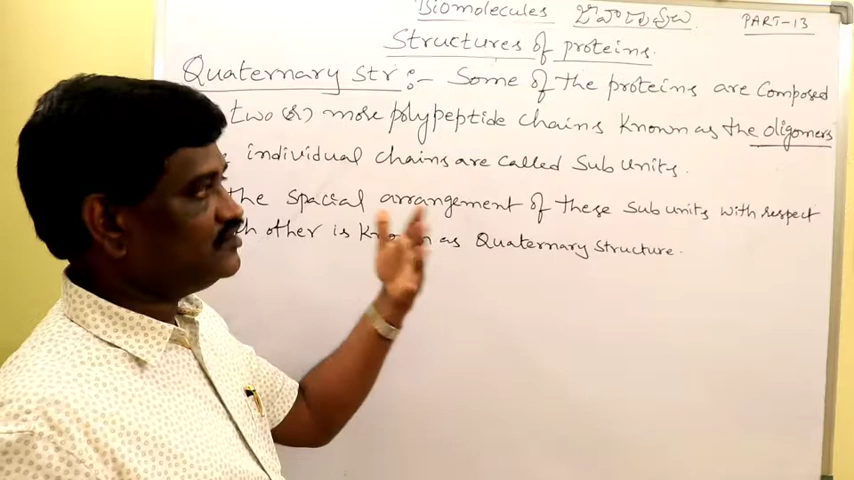 Biomolecules జీవాణువులు PART-13
Structures of proteins.
Quaternary str :- Some of the proteins are Composed
two (or) more polypeptide chains known as the oligomers
individual chains are called Sub units.
the spacial arrangement of these sub units with respect
other is known as Quaternary structure.